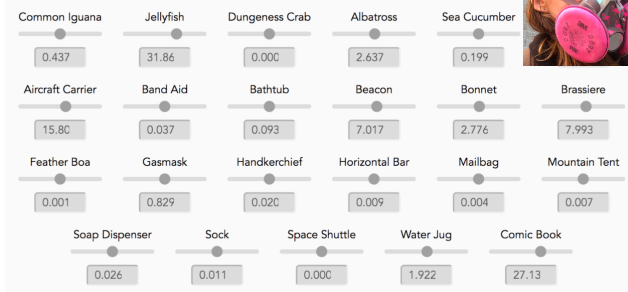 Common Iguana Jellyfish Dungeness Crab Albatross Sea Cucumber
0.437 31.86 0.000 2.637 0.199
Aircraft Carrier Band Aid Bathtub Beacon Bonnet Brassiere
15.80 0.037 0.093 7.017 2.776 7.993
Feather Boa Gasmask Handkerchief Horizontal Bar Mailbag Mountain Tent
0.001 0.829 0.020 0.009 0.004 0.007
Soap Dispenser Sock Space Shuttle Water Jug Comic Book
0.026 0.011 0.000 1.922 27.13